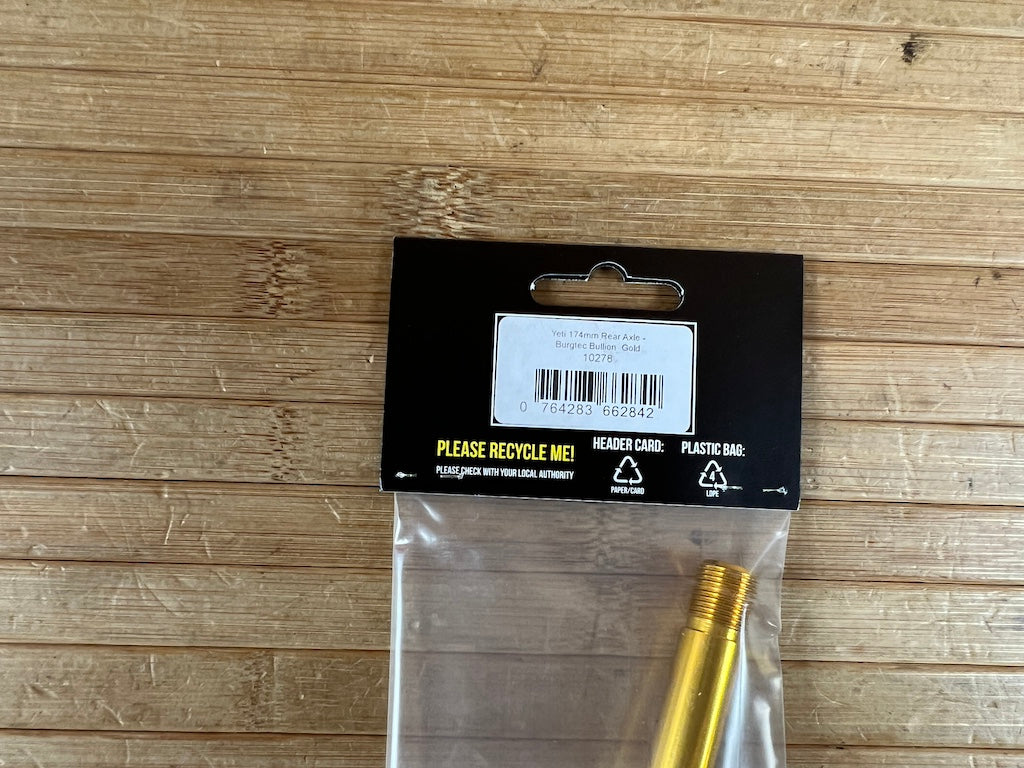 Yeti 174mm Rear Axle -
Burgtec Bullion Gold
10278
0 764283 662842
PLEASE RECYCLE ME!
PLEASE CHECK WITH YOUR LOCAL AUTHORITY
HEADER CARD:
PAPER/CARD
PLASTIC BAG:
4
LDPE